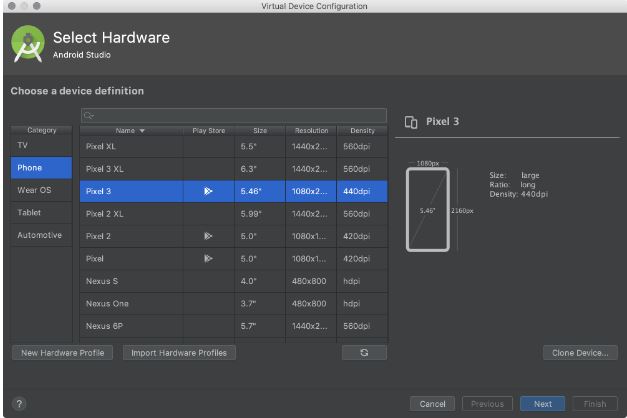 Virtual Device Configuration
Select Hardware
Android Studio
Choose a device definition
Category
TV
Phone
Wear OS
Tablet
Automotive
Name Play Store Size Resolution Density
Pixel XL 5.5" 1440x2... 560dpi
Pixel 3 XL 6.3" 1440x2... 560dpi
Pixel 3 5.46" 1080x2... 440dpi
Pixel 2 XL 5.99" 1440x2... 560dpi
Pixel 2 5.0" 1080x1... 420dpi
Pixel 5.0" 1080x1... 420dpi
Nexus S 4.0" 480x800 hdpi
Nexus One 3.7" 480x800 hdpi
Nexus 6P 5.7" 1440x2... 560dpi
Pixel 3
1080px
5.46"
2160px
Size: large
Ratio: long
Density: 440dpi
New Hardware Profile
Import Hardware Profiles
Clone Device...
?
Cancel
Previous
Next
Finish